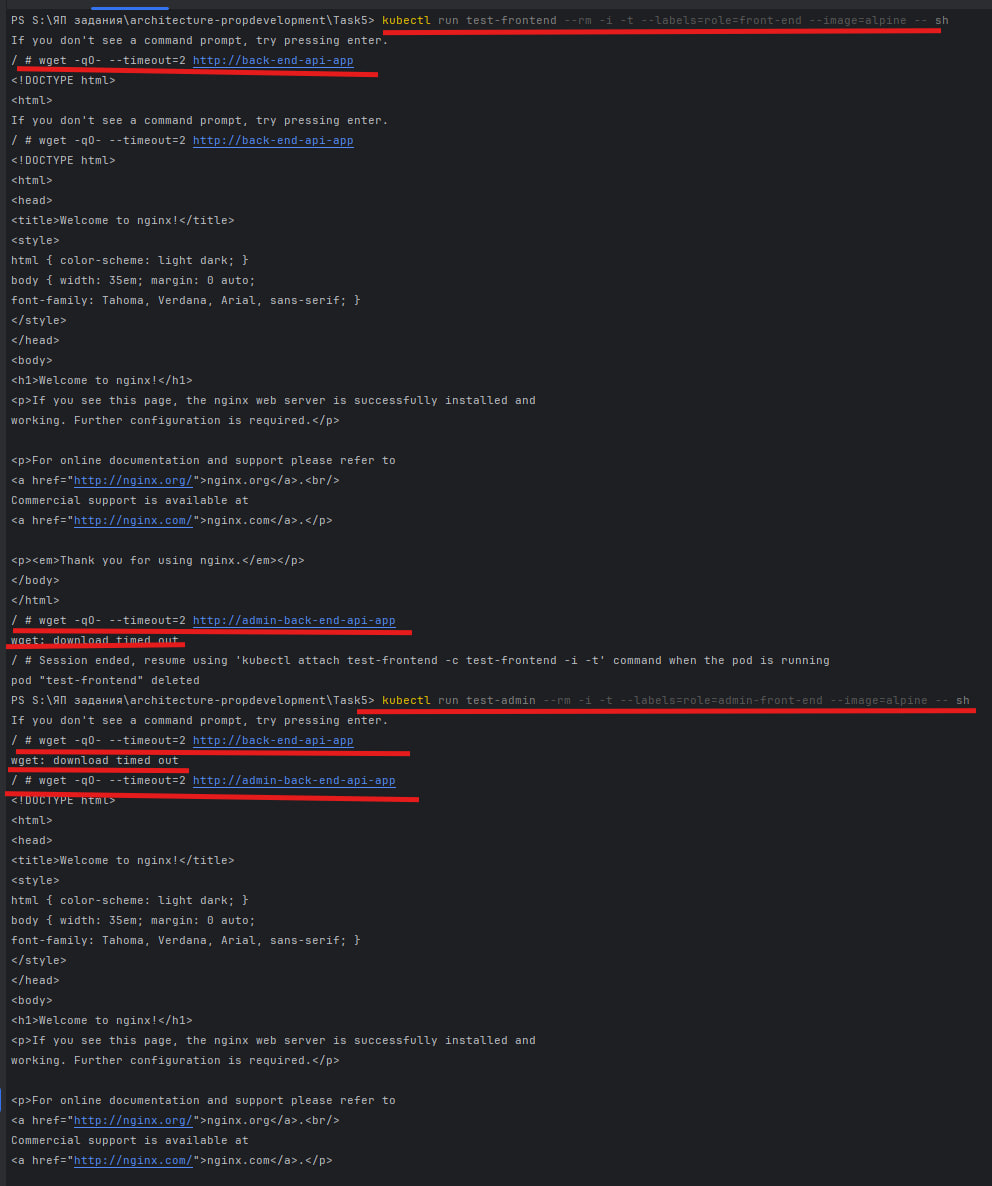 PS S:\ЯП задания\architecture-propdevelopment\Task5> kubectl run test-frontend --rm -i -t --labels=role=front-end --image=alpine -- sh
If you don't see a command prompt, try pressing enter.
/ # wget -qO- --timeout=2 http://back-end-api-app
<!DOCTYPE html>
<html>
If you don't see a command prompt, try pressing enter.
/ # wget -qO- --timeout=2 http://back-end-api-app
<!DOCTYPE html>
<html>
<head>
<title>Welcome to nginx!</title>
<style>
html { color-scheme: light dark; }
body { width: 35em; margin: 0 auto;
font-family: Tahoma, Verdana, Arial, sans-serif; }
</style>
</head>
<body>
<h1>Welcome to nginx!</h1>
<p>If you see this page, the nginx web server is successfully installed and
working. Further configuration is required.</p>
<p>For online documentation and support please refer to
<a href="http://nginx.org/">nginx.org</a>.<br/>
Commercial support is available at
<a href="http://nginx.com/">nginx.com</a>.</p>
<p><em>Thank you for using nginx.</em></p>
</body>
</html>
/ # wget -qO- --timeout=2 http://admin-back-end-api-app
wget: download timed out
/ # Session ended, resume using 'kubectl attach test-frontend -c test-frontend -i -t' command when the pod is running
pod "test-frontend" deleted
PS S:\ЯП задания\architecture-propdevelopment\Task5> kubectl run test-admin --rm -i -t --labels=role=admin-front-end --image=alpine -- sh
If you don't see a command prompt, try pressing enter.
/ # wget -qO- --timeout=2 http://back-end-api-app
wget: download timed out
/ # wget -qO- --timeout=2 http://admin-back-end-api-app
<!DOCTYPE html>
<html>
<head>
<title>Welcome to nginx!</title>
<style>
html { color-scheme: light dark; }
body { width: 35em; margin: 0 auto;
font-family: Tahoma, Verdana, Arial, sans-serif; }
</style>
</head>
<body>
<h1>Welcome to nginx!</h1>
<p>If you see this page, the nginx web server is successfully installed and
working. Further configuration is required.</p>
<p>For online documentation and support please refer to
<a href="http://nginx.org/">nginx.org</a>.<br/>
Commercial support is available at
<a href="http://nginx.com/">nginx.com</a>.</p>